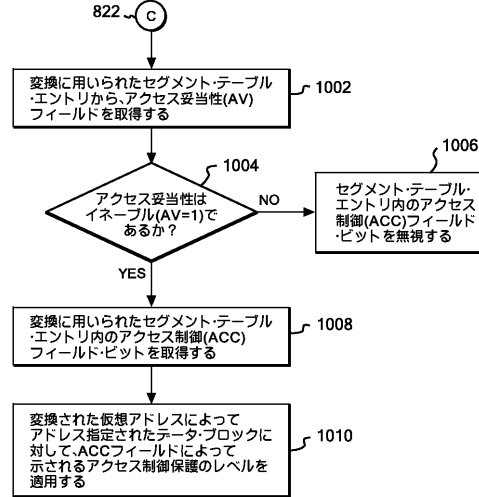 822
C
変換に用いられたセグメント・テーブル
・エントリから、アクセス妥当性(AV)
フィールドを取得する
1002
アクセス妥当性は
イネーブル(AV=1)で
あるか？
1004
NO
YES
セグメント・テーブル・
エントリ内のアクセス
制御(ACC)フィールド
・ビットを無視する
1006
変換に用いられたセグメント・テーブル
・エントリ内のアクセス制御(ACC)
フィールド・ビットを取得する
1008
変換された仮想アドレスによって
アドレス指定されたデータ・ブロックに
対して、ACCフィールドによって
示されるアクセス制御保護のレベルを
適用する
1010